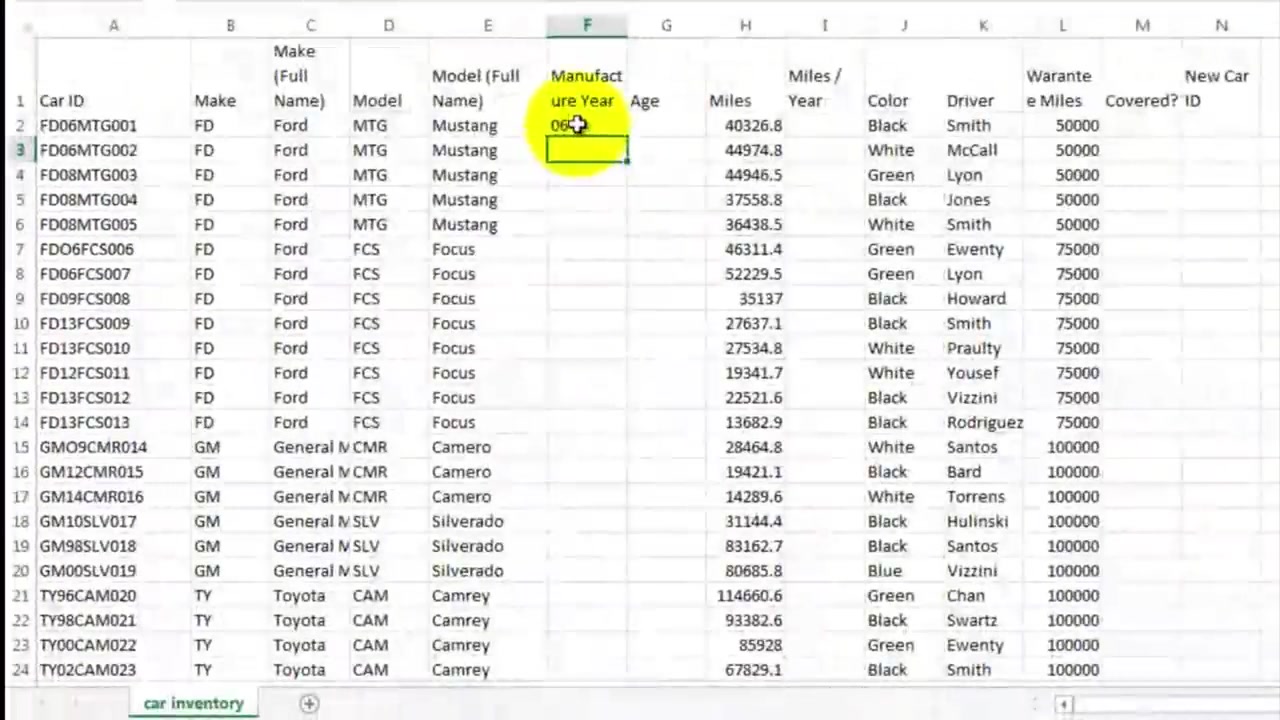 A B C D E F G H I J K L M N
1 Car ID Make Make (Full Name) Model Model (Full Name) Manufact ure Year Age Miles Miles / Year Color Driver Warante e Miles Covered? New Car ID
2 FD06MTG001 FD Ford MTG Mustang 06 40326.8 Black Smith 50000
3 FD06MTG002 FD Ford MTG Mustang 44974.8 White McCall 50000
4 FD08MTG003 FD Ford MTG Mustang 44946.5 Green Lyon 50000
5 FD08MTG004 FD Ford MTG Mustang 37558.8 Black Jones 50000
6 FD08MTG005 FD Ford MTG Mustang 36438.5 White Smith 50000
7 FDO6FCS006 FD Ford FCS Focus 46311.4 Green Ewenty 75000
8 FD06FCS007 FD Ford FCS Focus 52229.5 Green Lyon 75000
9 FD09FCS008 FD Ford FCS Focus 35137 Black Howard 75000
10 FD13FCS009 FD Ford FCS Focus 27637.1 Black Smith 75000
11 FD13FCS010 FD Ford FCS Focus 27534.8 White Praulty 75000
12 FD12FCS011 FD Ford FCS Focus 19341.7 White Yousef 75000
13 FD13FCS012 FD Ford FCS Focus 22521.6 Black Vizzini 75000
14 FD13FCS013 FD Ford FCS Focus 13682.9 Black Rodriguez 75000
15 GMO9CMR014 GM General M CMR Camero 28464.8 White Santos 100000
16 GM12CMR015 GM General M CMR Camero 19421.1 Black Bard 100000
17 GM14CMR016 GM General M CMR Camero 14289.6 White Torrens 100000
18 GM10SLV017 GM General M SLV Silverado 31144.4 Black Hulinski 100000
19 GM98SLV018 GM General M SLV Silverado 83162.7 Black Santos 100000
20 GM00SLV019 GM General M SLV Silverado 80685.8 Blue Vizzini 100000
21 TY96CAM020 TY Toyota CAM Camrey 114660.6 Green Chan 100000
22 TY98CAM021 TY Toyota CAM Camrey 93382.6 Black Swartz 100000
23 TY00CAM022 TY Toyota CAM Camrey 85928 Green Ewenty 100000
24 TY02CAM023 TY Toyota CAM Camrey 67829.1 Black Smith 100000
car inventory